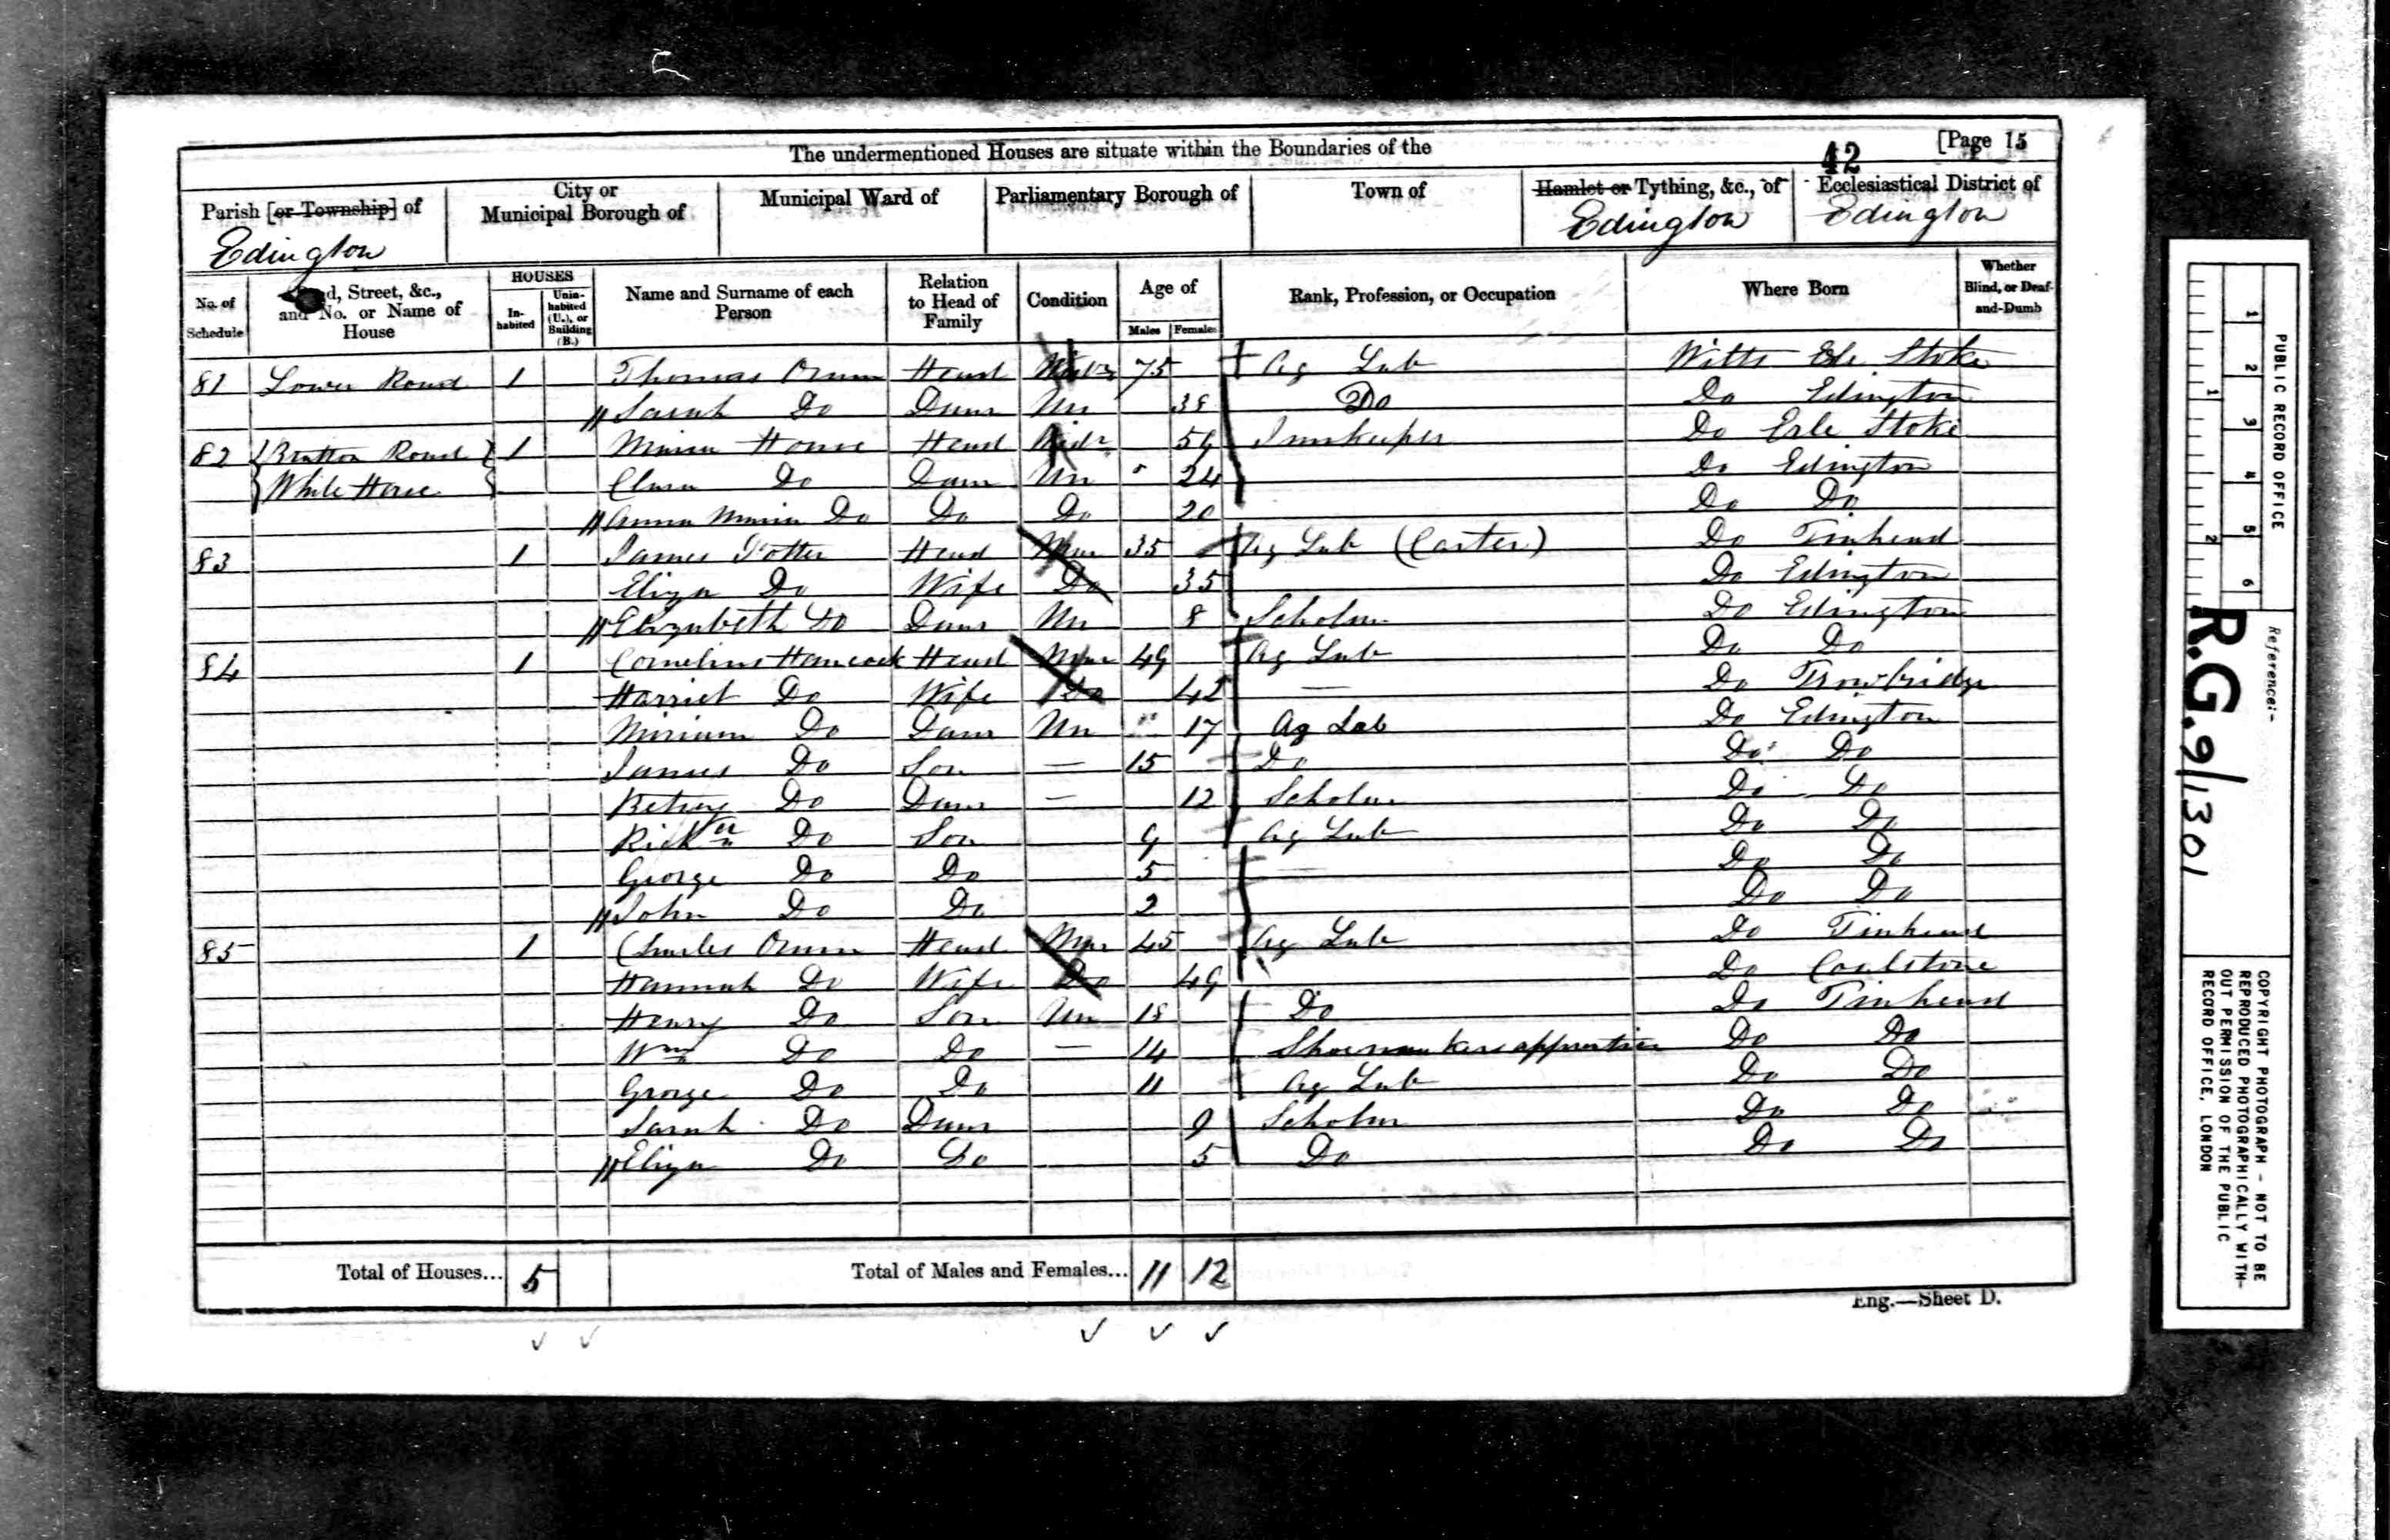 The undermentioned Houses are situate within the Boundaries of the
42
[Page 15
Parish [or Township] of
City or Municipal Borough of
Municipal Ward of
Parliamentary Borough of
Town of
Hamlet or Tything, &c., of
Ecclesiastical District of
Edington
Edington
Edington
No. of Schedule
d, Street, &c., and No. or Name of House
HOUSES
In-habited
Unin-habited (U.), or Building (B.)
Name and Surname of each Person
Relation to Head of Family
Condition
Age of
Males
Females
Rank, Profession, or Occupation
Where Born
Whether Blind, or Deaf-and-Dumb
81 Lower Road 1 Thomas Head 75 Ag Lab Wilts Erle Stoke
Sarah Do Daur Un 38 Do Do Edington
82 Bratton Road 1 Maria Head Widr 59 Innkeeper Do Erle Stoke
White Horse Clara Do Daur Un 24 Do Edington
Anna Maria Do Do Do 20 Do Do
83 1 James Potter Head Mar 35 Ag Lab (Carter) Do Tinhead
Eliza Do Wife Do 35 Do Edington
Elizabeth Do Daur Un 8 Scholar Do Edington
84 1 Cornelius Hancock Head Mar 49 Ag Lab Do Do
Harriet Do Wife Do 42 — Do Trowbridge
Miriam Do Daur Un 17 Ag Lab Do Edington
James Do Son — 15 Do Do Do
Betsy Do Daur — 12 Scholar Do Do
Do Son 9 Ag Lab Do Do
George Do Do 5 — Do Do
John Do Do 2 Do Do
85 1 Charles Head Mar 45 Ag Lab Do Tinhead
Hannah Do Wife Do 49 Do Coulstone
Henry Do Son Un 18 Do Do Tinhead
Wm Do Do — 14 Shoemakers apprentice Do Do
George Do Do 11 Ag Lab Do Do
Sarah Do Daur 9 Scholar Do Do
Eliza Do Do 5 Do Do Do
Total of Houses... 5
Total of Males and Females... 11 12
Eng.—Sheet D.
1 2 3 4 5 6
1 2
PUBLIC RECORD OFFICE
Reference:-
R.G. 9/1301
COPYRIGHT PHOTOGRAPH - NOT TO BE
REPRODUCED PHOTOGRAPHICALLY WITH-
OUT PERMISSION OF THE PUBLIC
RECORD OFFICE, LONDON